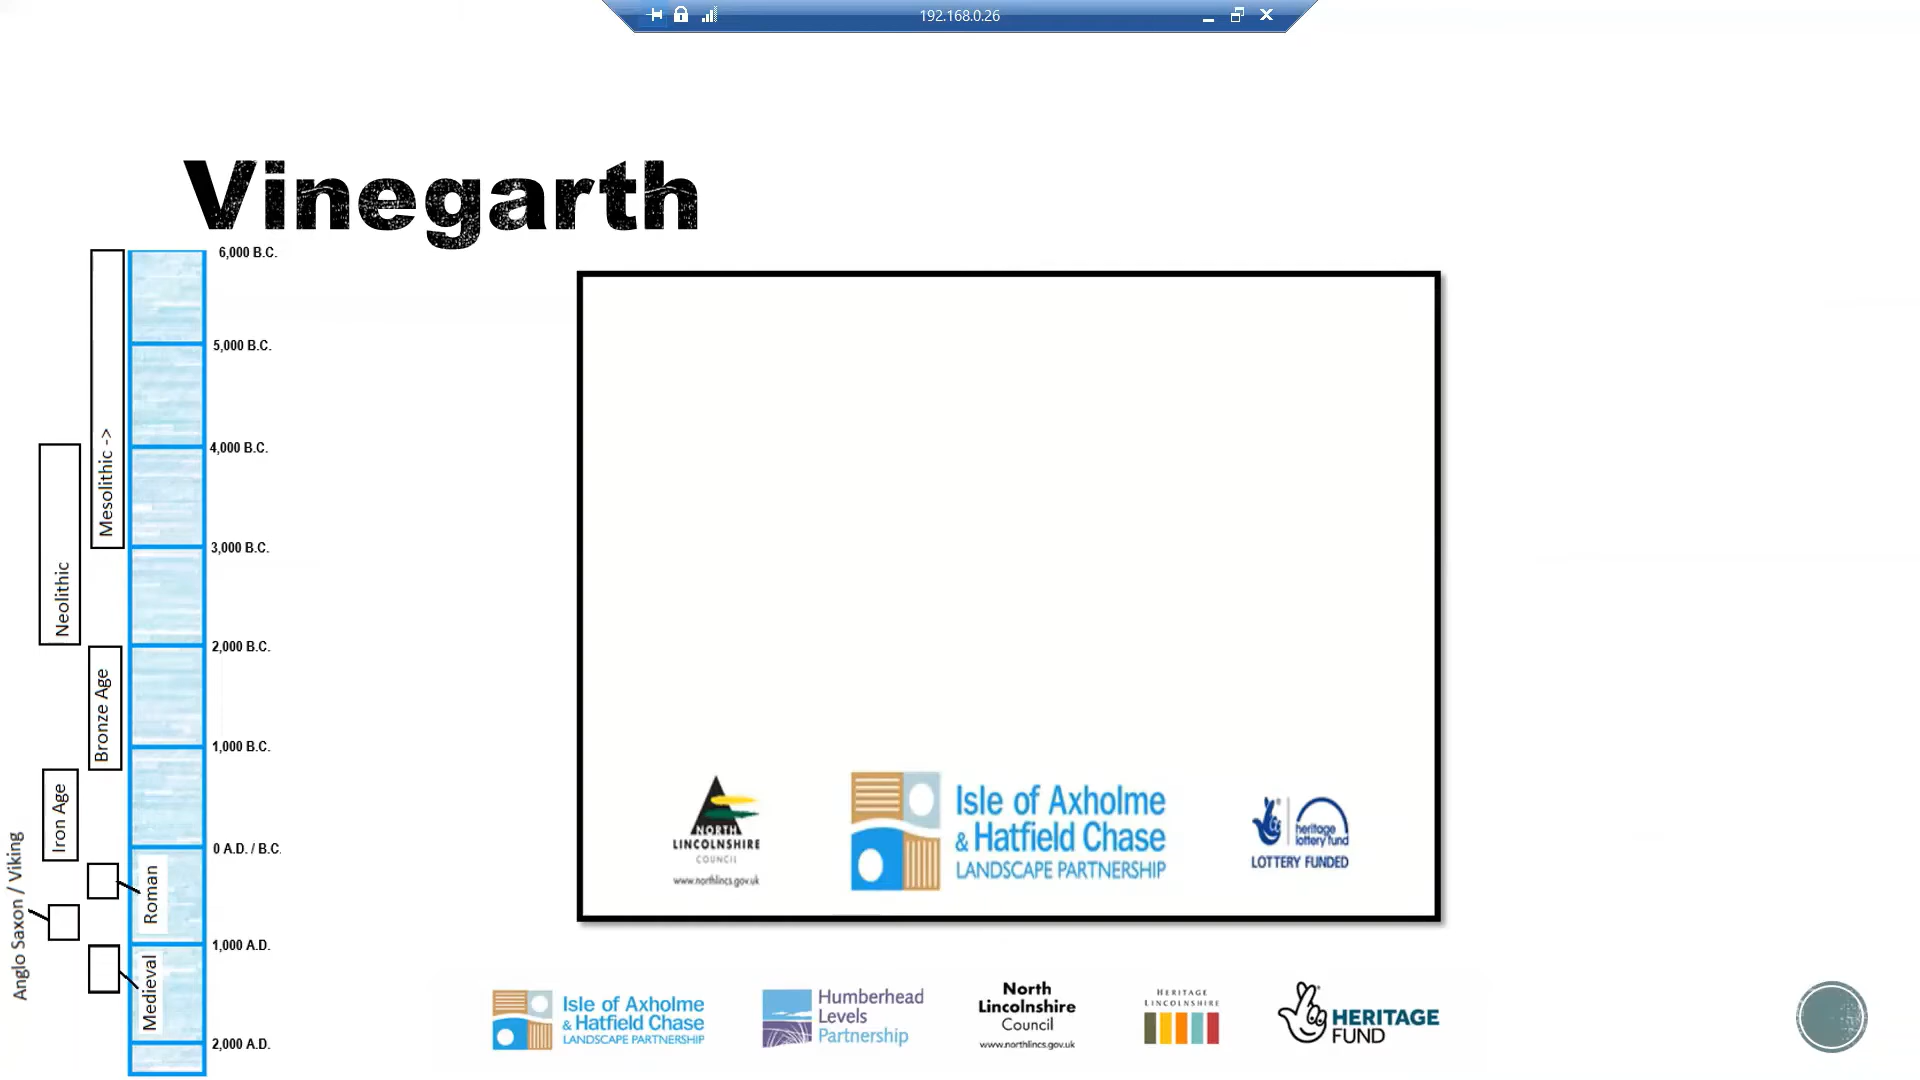 192.168.0.26
Vinegarth
6,000 B.C.
5,000 B.C.
4,000 B.C.
3,000 B.C.
2,000 B.C.
1,000 B.C.
0 A.D. / B.C.
1,000 A.D.
2,000 A.D.
Mesolithic ->
Neolithic
Bronze Age
Iron Age
Roman
Anglo Saxon / Viking
Medieval
NORTH
LINCOLNSHIRE
COUNCIL
www.northlincs.gov.uk
Isle of Axholme
& Hatfield Chase
LANDSCAPE PARTNERSHIP
heritage
lottery fund
LOTTERY FUNDED
Isle of Axholme
& Hatfield Chase
LANDSCAPE PARTNERSHIP
Humberhead
Levels
Partnership
North
Lincolnshire
Council
www.northlincs.gov.uk
HERITAGE
LINCOLNSHIRE
HERITAGE
FUND